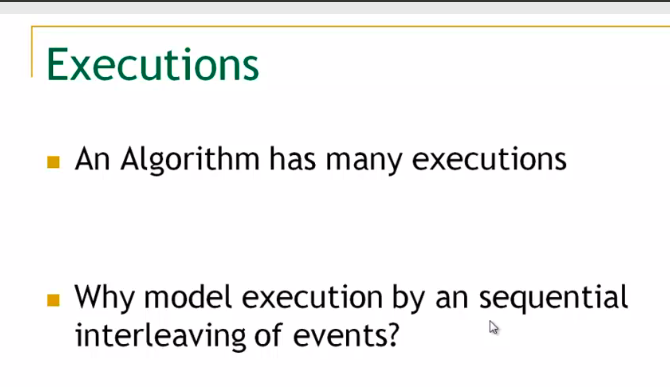 Executions
An Algorithm has many executions
Why model execution by an sequential
interleaving of events?